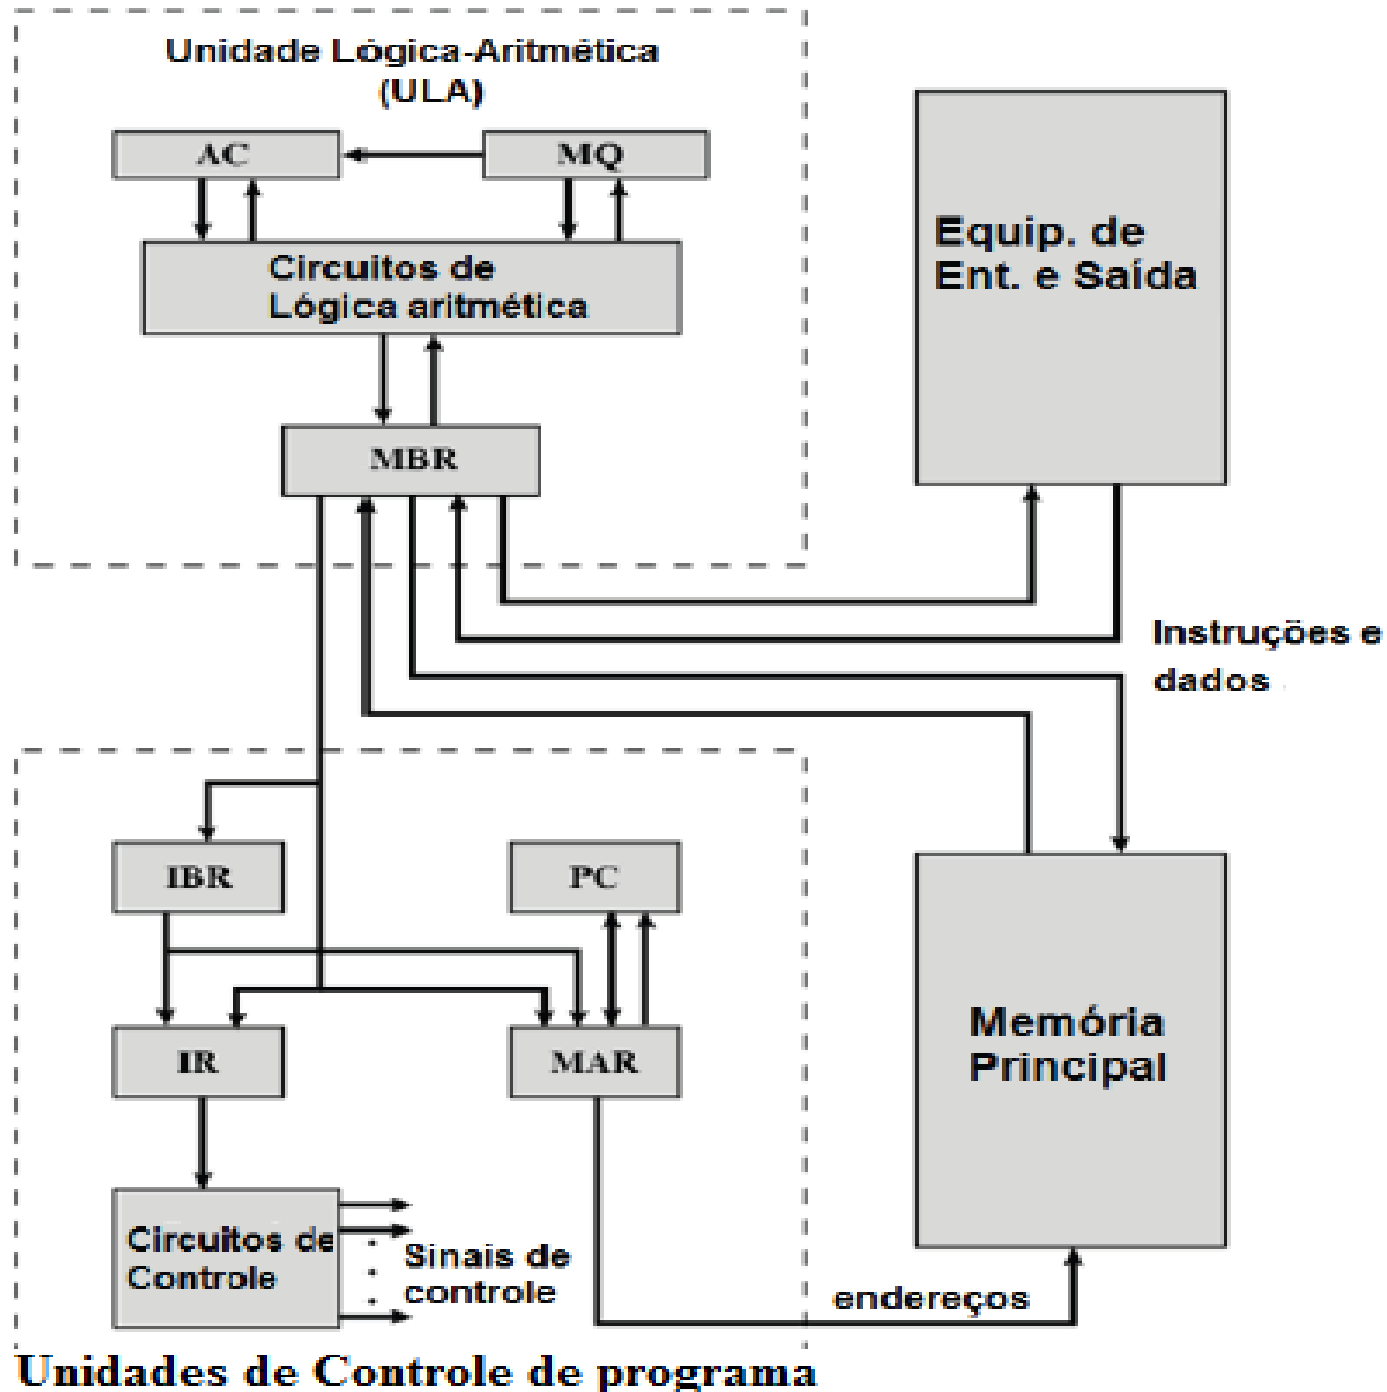 Unidade Lógica-Aritmética
(ULA)
AC
MQ
Circuitos de
Lógica aritmética
MBR
Equip. de
Ent. e Saída
Instruções e
dados
IBR
PC
IR
MAR
Memória
Principal
Circuitos de
Controle
Sinais de
controle
endereços
Unidades de Controle de programa